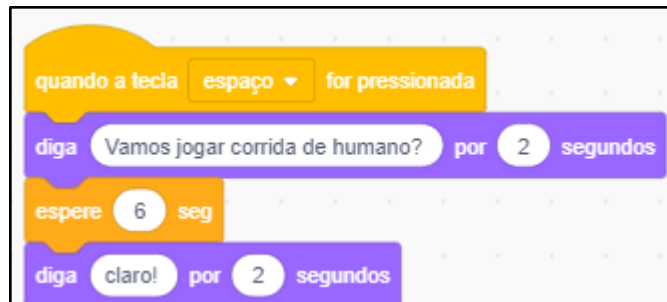 quando a tecla espaço for pressionada
diga Vamos jogar corrida de humano? por 2 segundos
espere 6 seg
diga claro! por 2 segundos